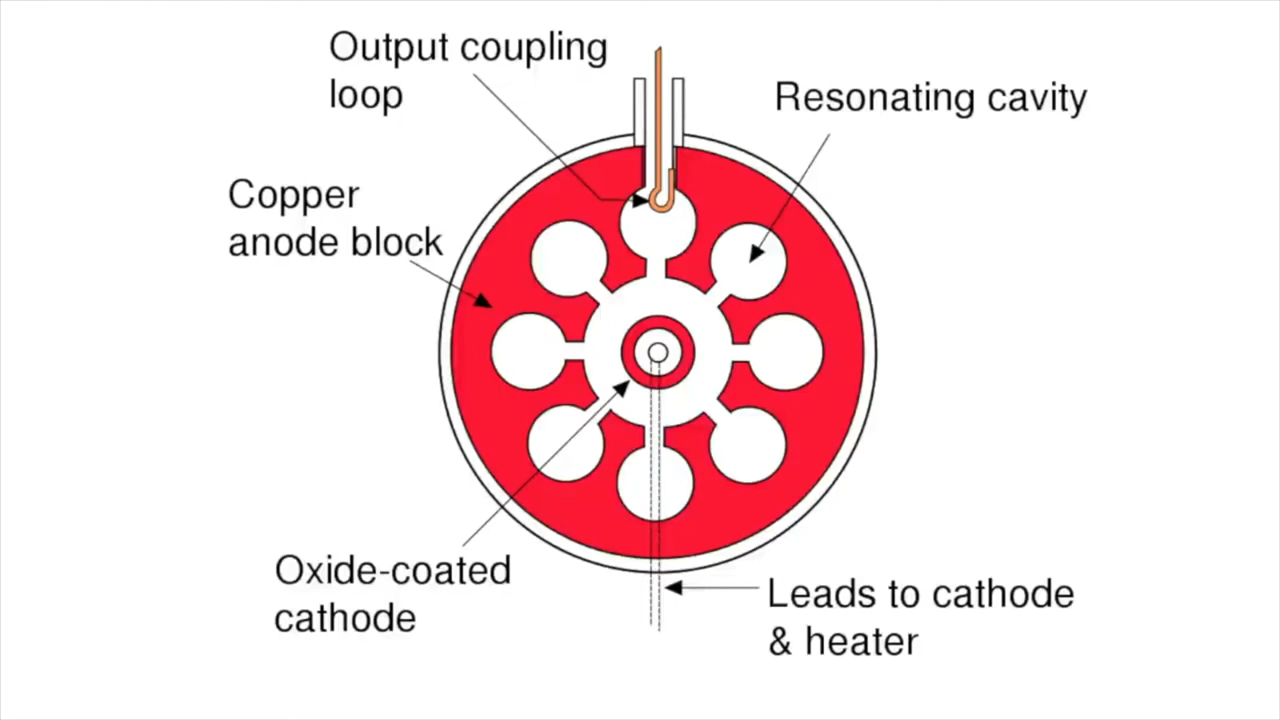 Output coupling
loop
Resonating cavity
Copper
anode block
Oxide-coated
cathode
Leads to cathode
& heater